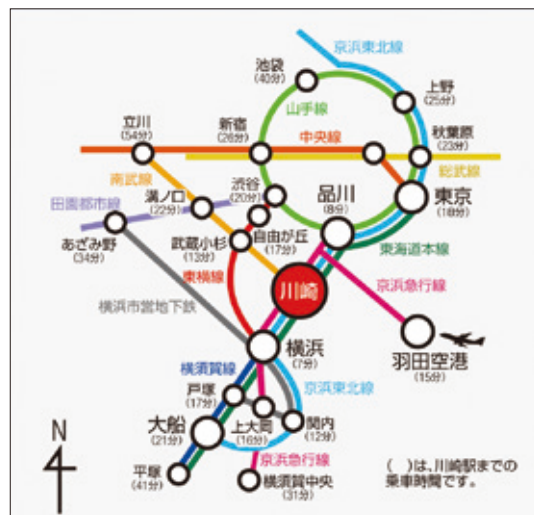 京浜東北線
池袋
(40分)
上野
(25分)
山手線
立川
(54分)
新宿
(26分)
中央線
秋葉原
(23分)
総武線
南武線
渋谷
(20分)
品川
(8分)
東京
(18分)
田園都市線
溝ノ口
(22分)
あざみ野
(34分)
武蔵小杉
(13分)
自由が丘
(17分)
東海道本線
東横線
川崎
京浜急行線
横浜市営地下鉄
横浜
(7分)
羽田空港
(15分)
横須賀線
戸塚
(17分)
京浜東北線
大船
(21分)
上大岡
(16分)
関内
(12分)
N
平塚
(41分)
京浜急行線
横須賀中央
(31分)
( )は、川崎駅までの
乗車時間です。